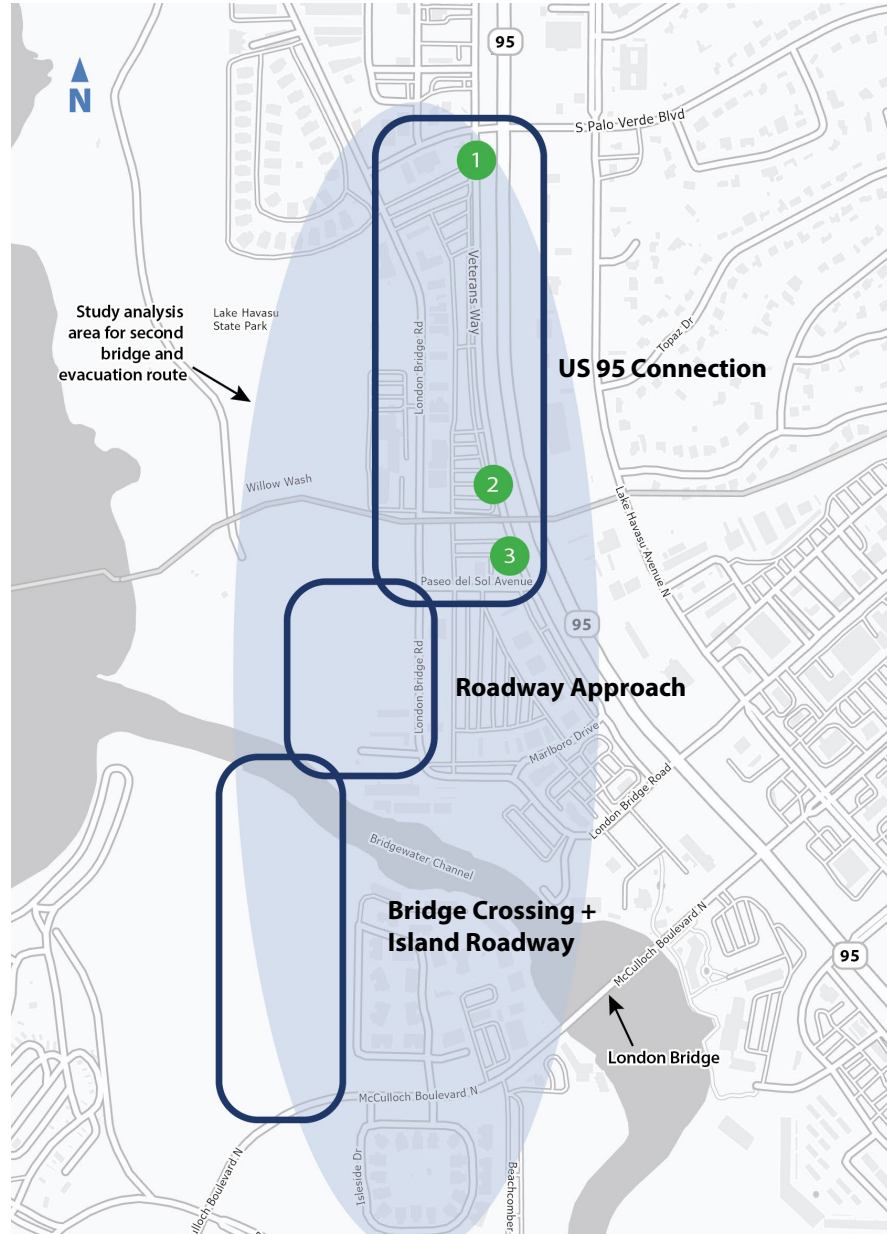 95
N
S Palo Verde Blvd
1
Veterans Way
Study analysis
area for second
bridge and
evacuation route
Lake Havasu
State Park
London Bridge Rd
Topaz Dr
US 95 Connection
Willow Wash
2
Lake Havasu Avenue N
3
Paseo del Sol Avenue
95
London Bridge Rd
Roadway Approach
Marlboro Drive
London Bridge Road
Bridgewater Channel
Bridge Crossing +
Island Roadway
McCulloch Boulevard N
95
London Bridge
McCulloch Boulevard N
ulloch Boulevard N
Isleside Dr
Beachcomber